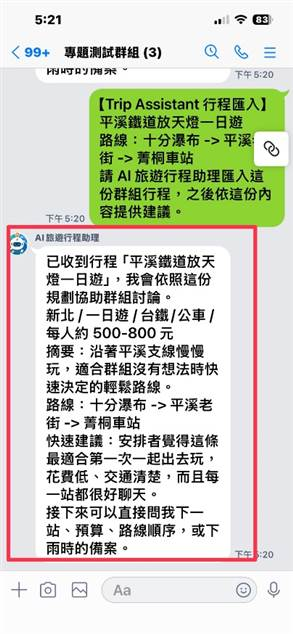 5:21
83
99+
專題測試群組 (3)
雨時的備案。
下午5:20
【Trip Assistant 行程匯入】
平溪鐵道放天燈一日遊
路線：十分瀑布 -> 平溪老
街 -> 菁桐車站
請 AI 旅遊行程助理匯入這
份群組行程，之後依這份內
容提供建議。
下午5:20
AI 旅遊行程助理
已收到行程「平溪鐵道放天
燈一日遊」，我會依照這份
規劃協助群組討論。
新北 / 一日遊 / 台鐵/公車 /
每人約 500-800 元
摘要：沿著平溪支線慢慢
玩，適合群組沒有想法時快
速決定的輕鬆路線。
路線：十分瀑布 -> 平溪老
街 -> 菁桐車站
快速建議：安排者覺得這條
最適合第一次一起出去玩，
花費低、交通清楚，而且每
一站都很好聊天。
接下來可以直接問我下一
站、預算、路線順序，或下
雨時的備案。
下午5:20
Aa